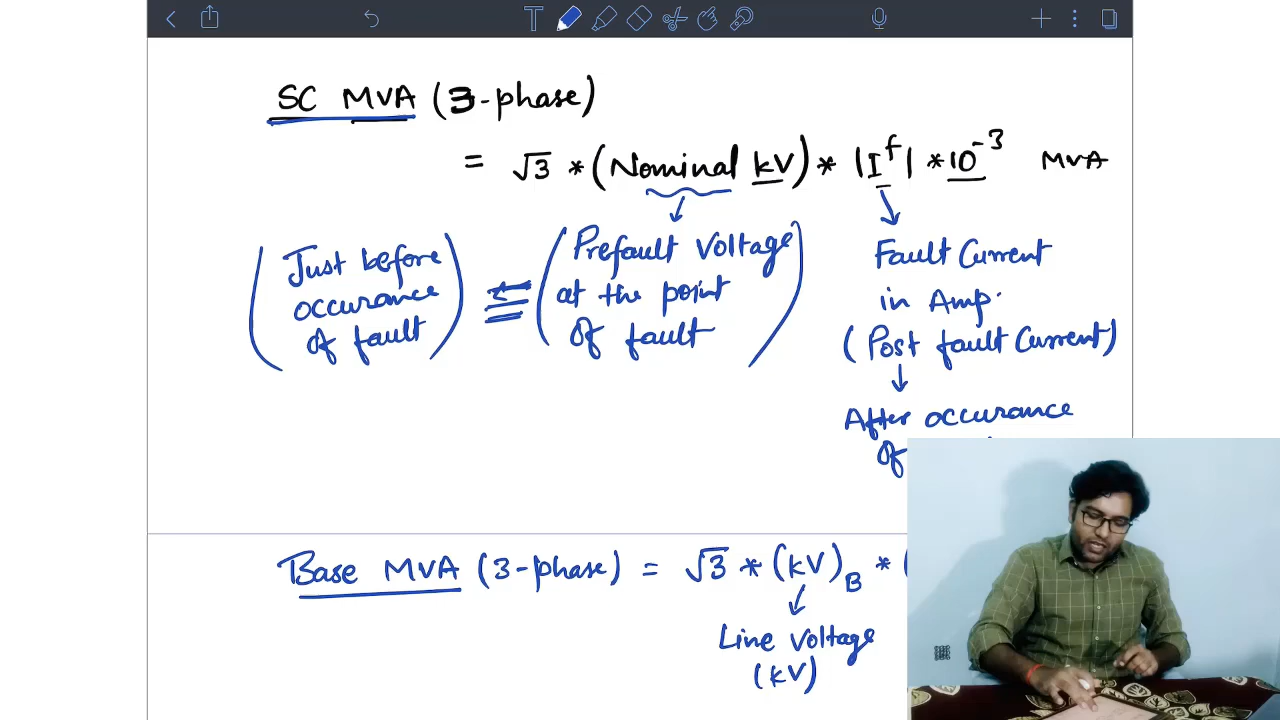 SC MVA (3-phase)
= √3 * (Nominal kV) * |I^f| * 10^-3 MVA
(Just before occurance of fault) ≡ (Prefault Voltage at the point of fault)
Fault Current
in Amp.
(Post fault Current)
After occurance
of
Base MVA (3-phase) = √3 * (kV)_B * (
Line Voltage
(kV)